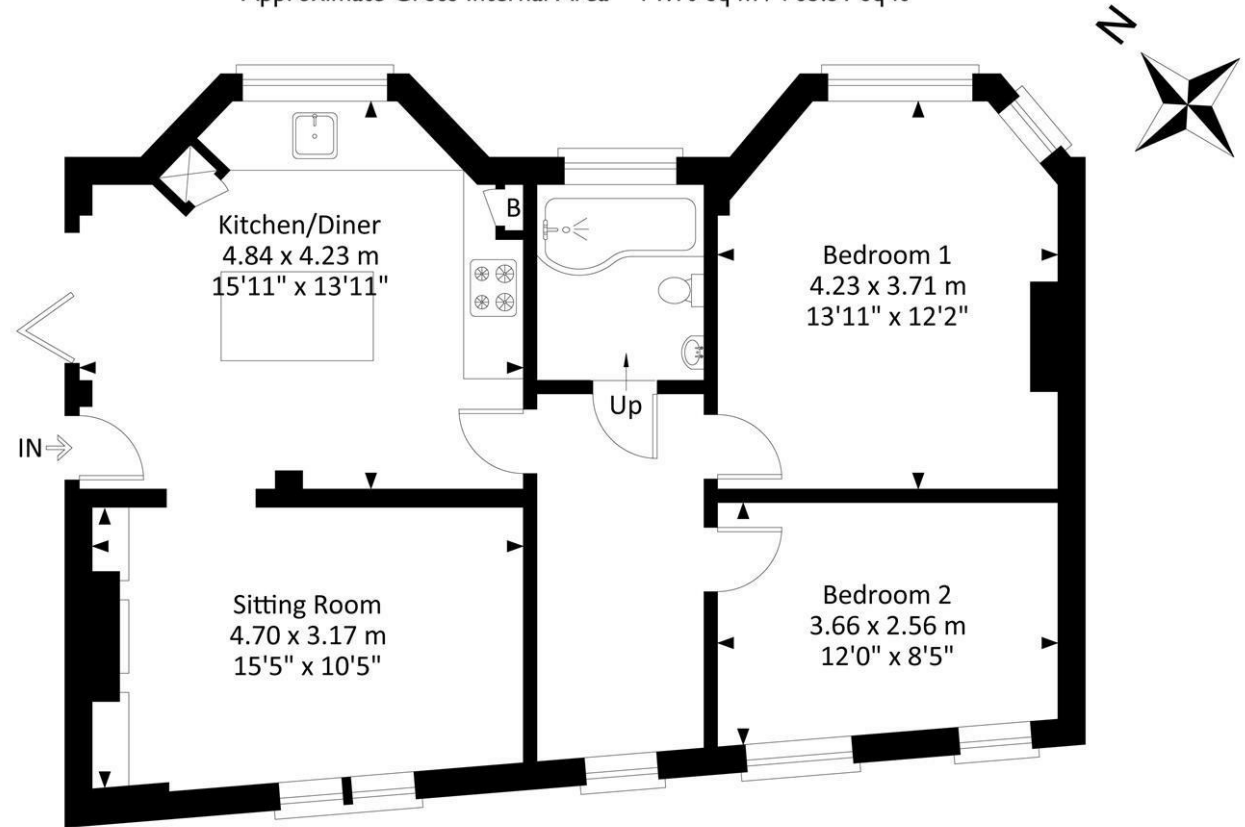 N
Kitchen/Diner
4.84 x 4.23 m
15'11" x 13'11"
B
Bedroom 1
4.23 x 3.71 m
13'11" x 12'2"
Up
IN
Sitting Room
4.70 x 3.17 m
15'5" x 10'5"
Bedroom 2
3.66 x 2.56 m
12'0" x 8'5"